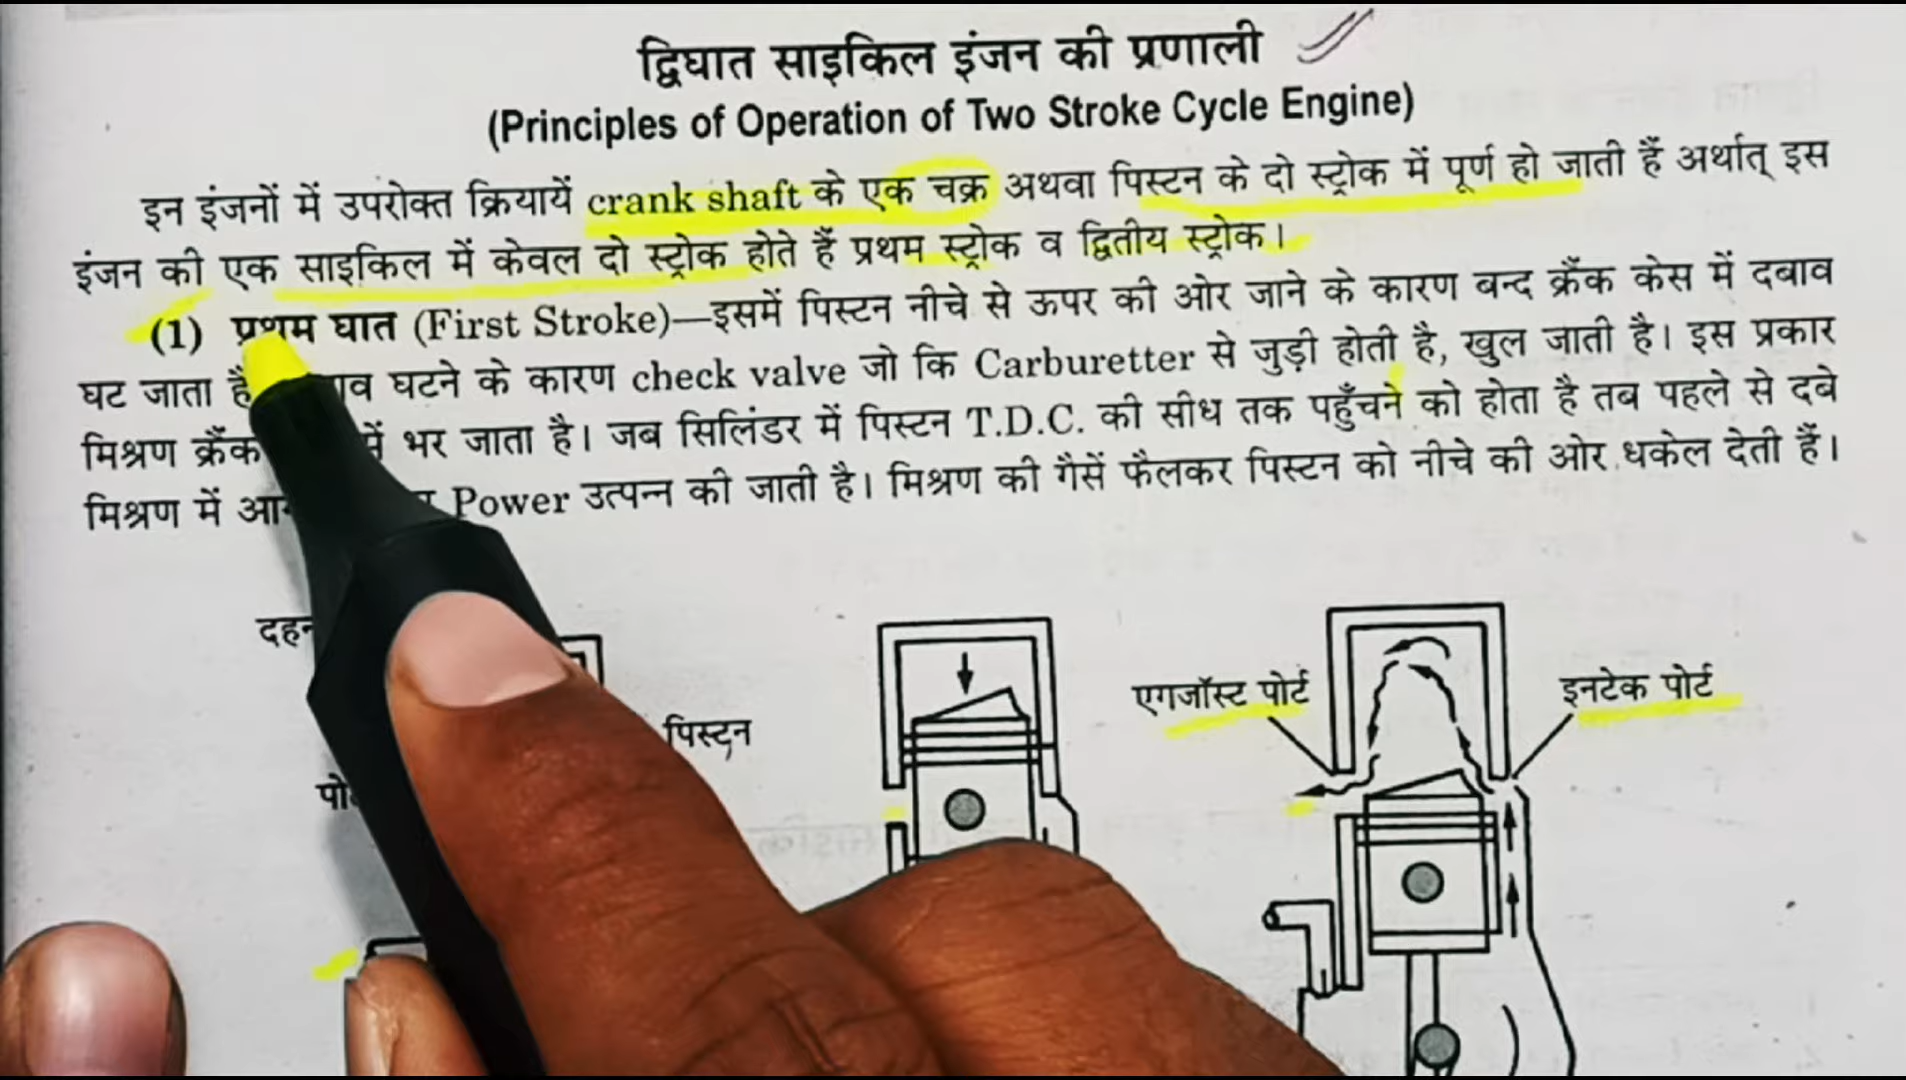 द्विघात साइकिल इंजन की प्रणाली
(Principles of Operation of Two Stroke Cycle Engine)
इन इंजनों में उपरोक्त क्रियायें crank shaft के एक चक्र अथवा पिस्टन के दो स्ट्रोक में पूर्ण हो जाती हैं अर्थात् इस
इंजन की एक साइकिल में केवल दो स्ट्रोक होते हैं प्रथम स्ट्रोक व द्वितीय स्ट्रोक।
(1) प्रथम घात (First Stroke)—इसमें पिस्टन नीचे से ऊपर की ओर जाने के कारण बन्द क्रैंक केस में दबाव
घट जाता है घटने के कारण check valve जो कि Carburetter से जुड़ी होती है, खुल जाती है। इस प्रकार
मिश्रण क्रैंक में भर जाता है। जब सिलिंडर में पिस्टन T.D.C. की सीध तक पहुँचने को होता है तब पहले से दबे
मिश्रण में Power उत्पन्न की जाती है। मिश्रण की गैसें फैलकर पिस्टन को नीचे की ओर धकेल देती हैं।
पिस्टन
एगजॉस्ट पोर्ट
इनटेक पोर्ट